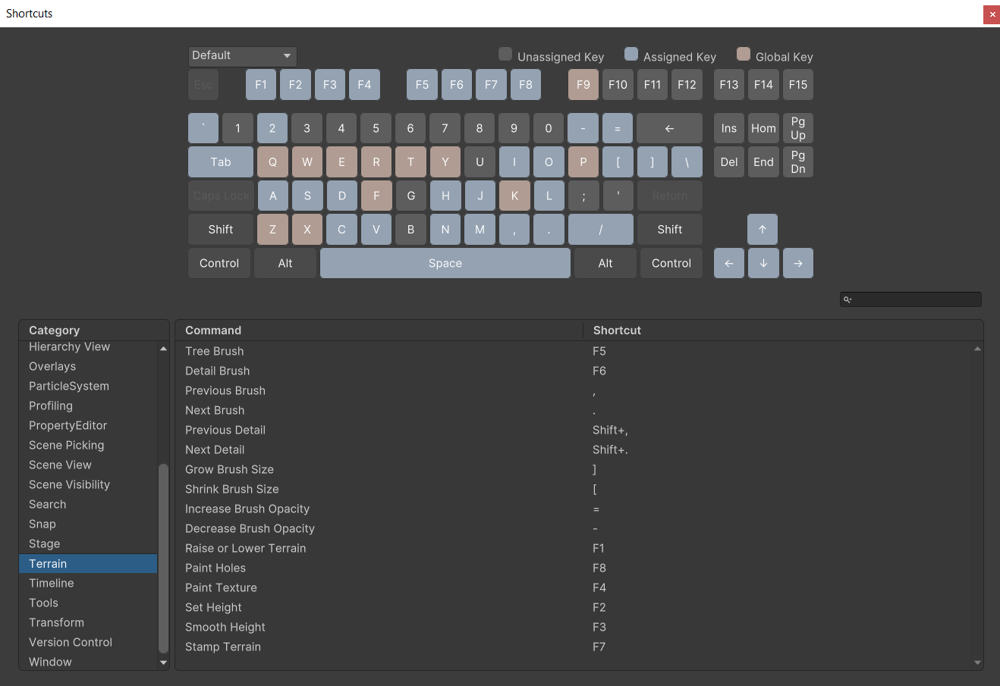 Shortcuts
Default
Unassigned Key Assigned Key Global Key
Esc F1 F2 F3 F4 F5 F6 F7 F8 F9 F10 F11 F12 F13 F14 F15
` 1 2 3 4 5 6 7 8 9 0 - = ← Ins Hom Pg Up
Tab Q W E R T Y U I O P [ ] \ Del End Pg Dn
Caps Lock A S D F G H J K L ; ' Return
Shift Z X C V B N M , . / Shift ↑
Control Alt Space Alt Control ← ↓ →
Category
Hierarchy View
Overlays
ParticleSystem
Profiling
PropertyEditor
Scene Picking
Scene View
Scene Visibility
Search
Snap
Stage
Terrain
Timeline
Tools
Transform
Version Control
Window
Command Shortcut
Tree Brush F5
Detail Brush F6
Previous Brush ,
Next Brush .
Previous Detail Shift+,
Next Detail Shift+.
Grow Brush Size ]
Shrink Brush Size [
Increase Brush Opacity =
Decrease Brush Opacity -
Raise or Lower Terrain F1
Paint Holes F8
Paint Texture F4
Set Height F2
Smooth Height F3
Stamp Terrain F7